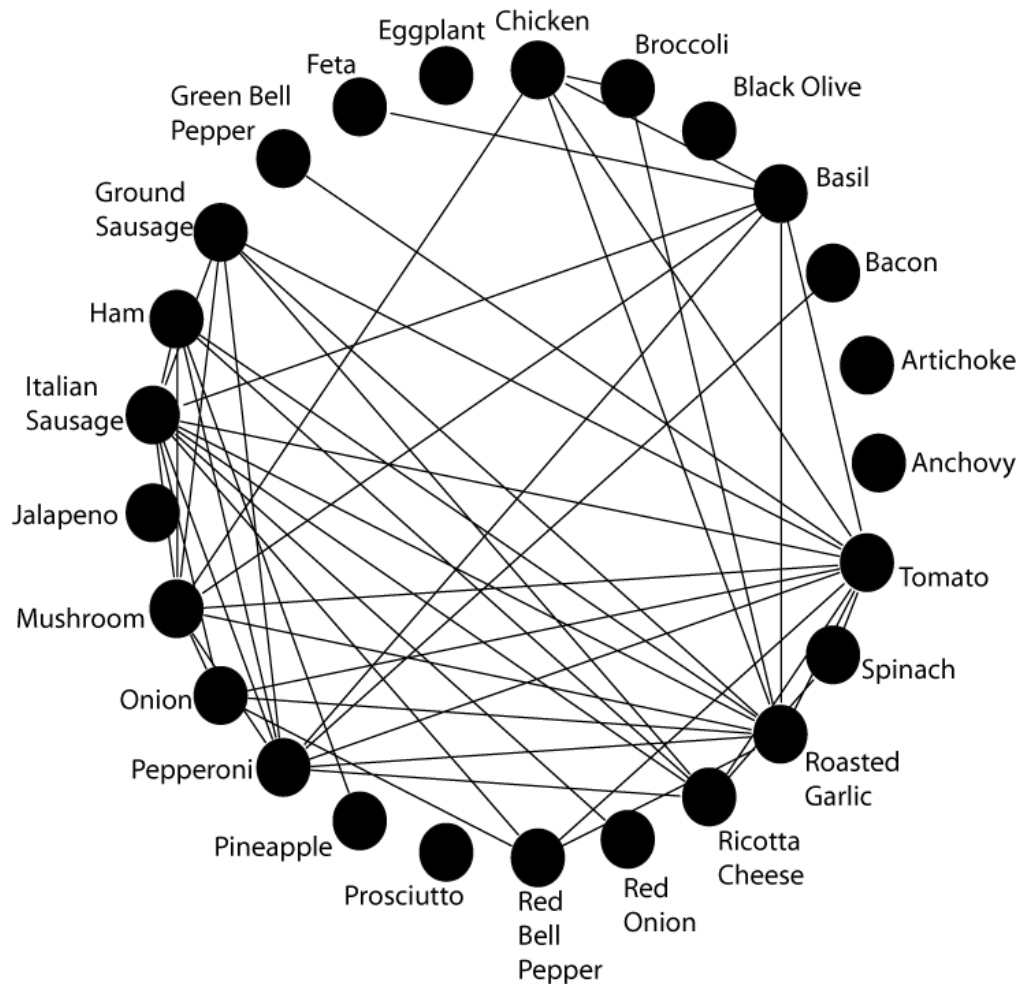 Chicken
Eggplant
Broccoli
Feta
Black Olive
Green Bell
Pepper
Basil
Ground
Sausage
Bacon
Ham
Artichoke
Italian
Sausage
Anchovy
Jalapeno
Tomato
Mushroom
Spinach
Onion
Roasted
Garlic
Pepperoni
Ricotta
Cheese
Pineapple
Prosciutto
Red
Onion
Red
Bell
Pepper